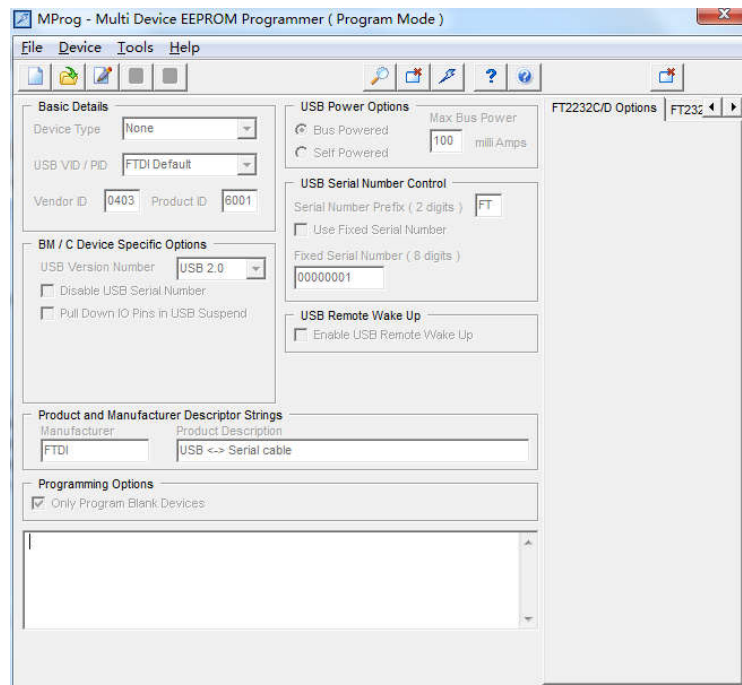 MProg - Multi Device EEPROM Programmer ( Program Mode )
File Device Tools Help
Basic Details
Device Type None
USB VID / PID FTDI Default
Vendor ID 0403 Product ID 6001
BM / C Device Specific Options
USB Version Number USB 2.0
Disable USB Serial Number
Pull Down IO Pins in USB Suspend
USB Power Options
Bus Powered
Self Powered
Max Bus Power
100 milli Amps
USB Serial Number Control
Serial Number Prefix ( 2 digits ) FT
Use Fixed Serial Number
Fixed Serial Number ( 8 digits )
00000001
USB Remote Wake Up
Enable USB Remote Wake Up
FT2232C/D Options FT232
Product and Manufacturer Descriptor Strings
Manufacturer Product Description
FTDI USB <-> Serial cable
Programming Options
Only Program Blank Devices